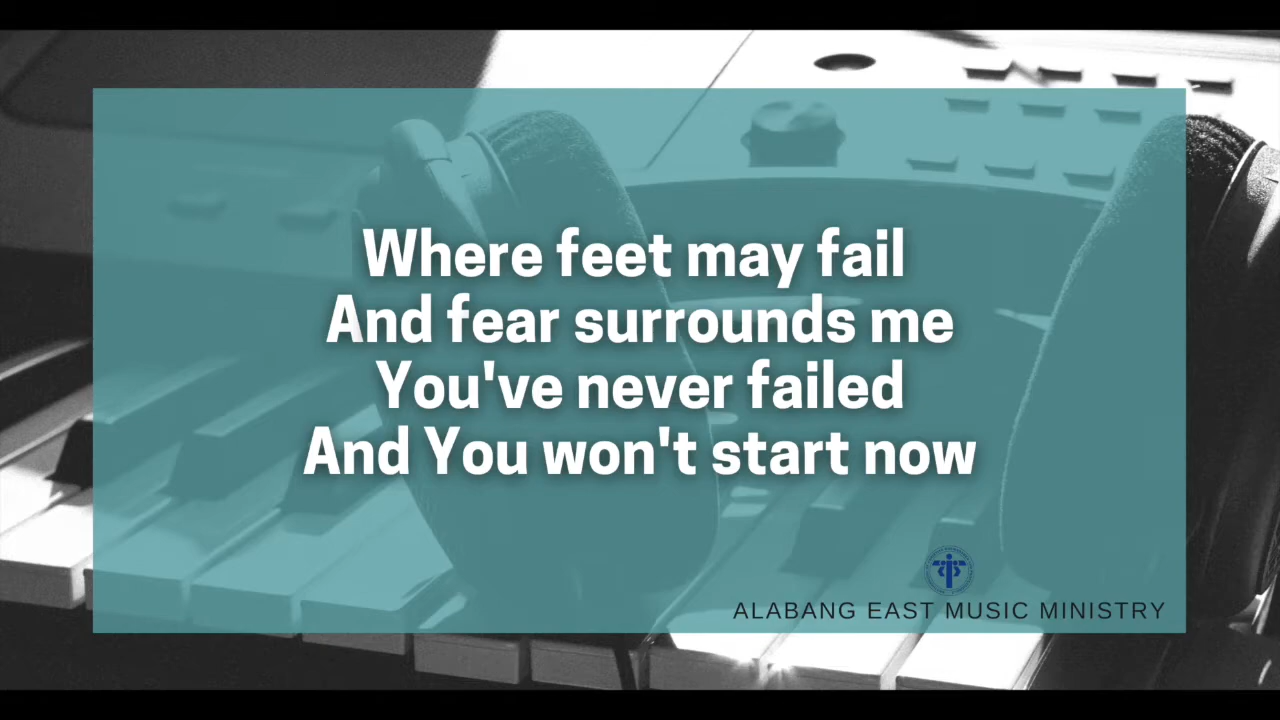 Where feet may fail
And fear surrounds me
You've never failed
And You won't start now
ALABANG EAST MUSIC MINISTRY